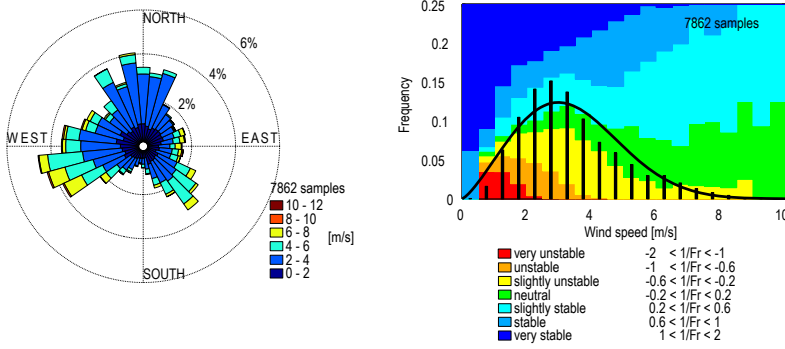 NORTH
6%
4%
2%
WEST
EAST
SOUTH
7862 samples
10 - 12
8 - 10
6 - 8
4 - 6
2 - 4
0 - 2
[m/s]
0.25
0.2
0.15
0.1
0.05
0
Frequency
7862 samples
0 2 4 6 8 10
Wind speed [m/s]
very unstable -2 < 1/Fr < -1
unstable -1 < 1/Fr < -0.6
slightly unstable -0.6 < 1/Fr < -0.2
neutral -0.2 < 1/Fr < 0.2
slightly stable 0.2 < 1/Fr < 0.6
stable 0.6 < 1/Fr < 1
very stable 1 < 1/Fr < 2